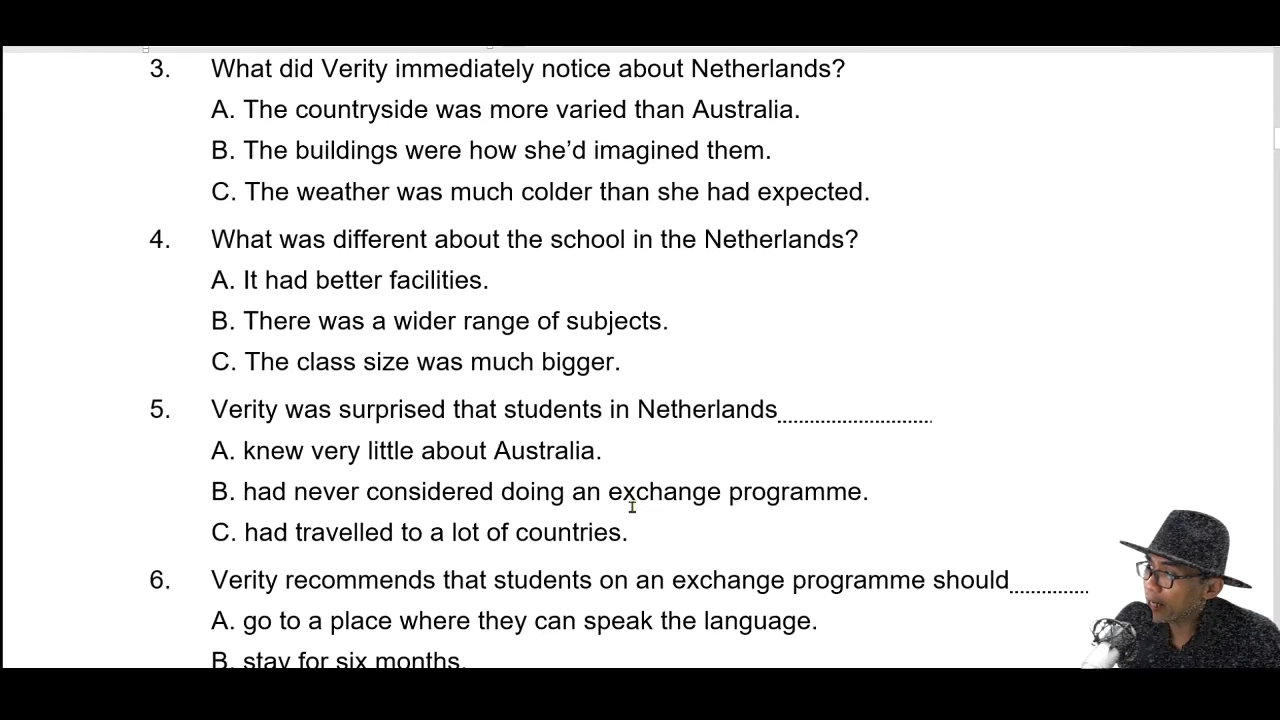 3. What did Verity immediately notice about Netherlands?
A. The countryside was more varied than Australia.
B. The buildings were how she’d imagined them.
C. The weather was much colder than she had expected.
4. What was different about the school in the Netherlands?
A. It had better facilities.
B. There was a wider range of subjects.
C. The class size was much bigger.
5. Verity was surprised that students in Netherlands.......................
A. knew very little about Australia.
B. had never considered doing an exchange programme.
C. had travelled to a lot of countries.
6. Verity recommends that students on an exchange programme should............
A. go to a place where they can speak the language.
B. stay for six months.